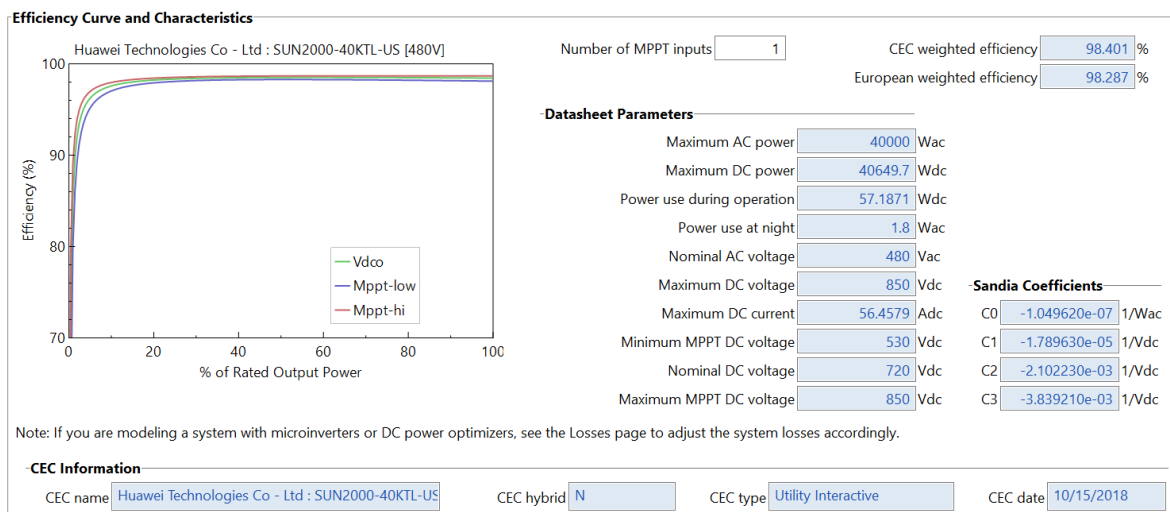 Efficiency Curve and Characteristics
Huawei Technologies Co - Ltd : SUN2000-40KTL-US [480V]
Efficiency (%)
100
90
80
70
0 20 40 60 80 100
% of Rated Output Power
Vdco
Mppt-low
Mppt-hi
Number of MPPT inputs 1
CEC weighted efficiency 98.401 %
European weighted efficiency 98.287 %
Datasheet Parameters
Maximum AC power 40000 Wac
Maximum DC power 40649.7 Wdc
Power use during operation 57.1871 Wdc
Power use at night 1.8 Wac
Nominal AC voltage 480 Vac
Maximum DC voltage 850 Vdc
Maximum DC current 56.4579 Adc
Minimum MPPT DC voltage 530 Vdc
Nominal DC voltage 720 Vdc
Maximum MPPT DC voltage 850 Vdc
Sandia Coefficients
C0 -1.049620e-07 1/Wac
C1 -1.789630e-05 1/Vdc
C2 -2.102230e-03 1/Vdc
C3 -3.839210e-03 1/Vdc
Note: If you are modeling a system with microinverters or DC power optimizers, see the Losses page to adjust the system losses accordingly.
CEC Information
CEC name Huawei Technologies Co - Ltd : SUN2000-40KTL-US
CEC hybrid N
CEC type Utility Interactive
CEC date 10/15/2018